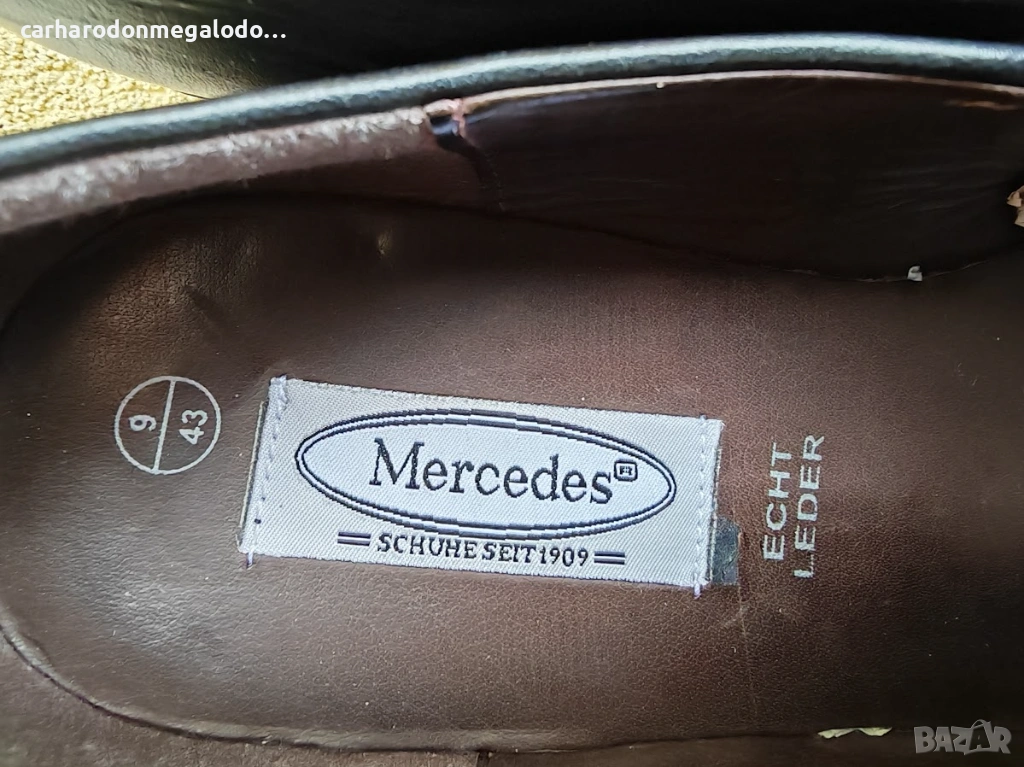 carharodonmegalodo...
9
43
Mercedes
SCHUHE SEIT 1909
ECHT
LEDER
BAZAR